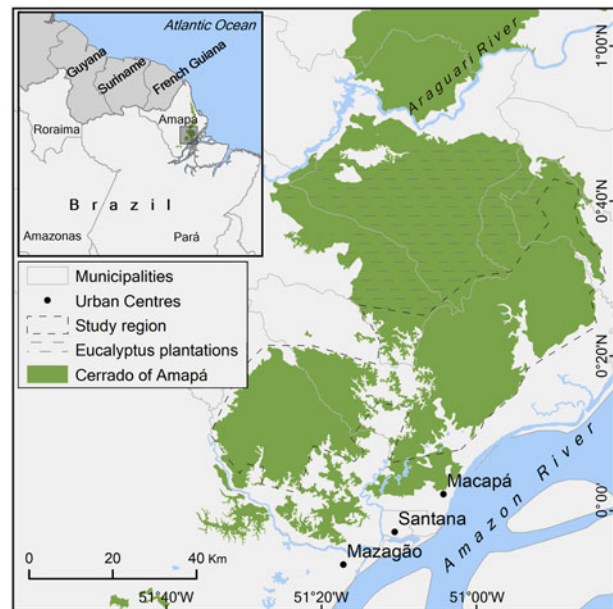 Atlantic Ocean
Guyana
Suriname
French Guiana
Roraima
Amapá
Brazil
Amazonas
Pará
Municipalities
Urban Centres
Study region
Eucalyptus plantations
Cerrado of Amapá
Araguari River
Macapá
Santana
Mazagão
Amazon River
0 20 40 Km
51°40'W
51°20'W
51°00'W
1°00'N
0°40'N
0°20'N
0°00'